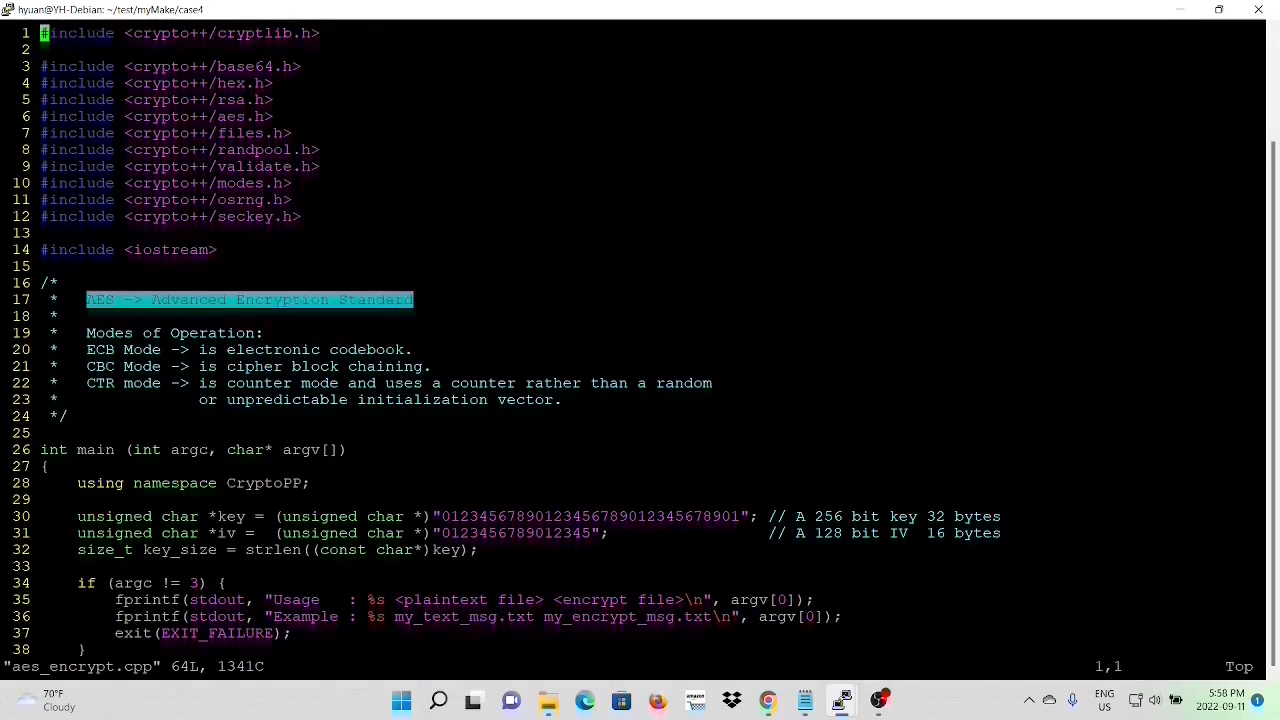 hyuan@YH-Debian: ~/test/myMake/case4
1 #include <crypto++/cryptlib.h>
2
3 #include <crypto++/base64.h>
4 #include <crypto++/hex.h>
5 #include <crypto++/rsa.h>
6 #include <crypto++/aes.h>
7 #include <crypto++/files.h>
8 #include <crypto++/randpool.h>
9 #include <crypto++/validate.h>
10 #include <crypto++/modes.h>
11 #include <crypto++/osrng.h>
12 #include <crypto++/seckey.h>
13
14 #include <iostream>
15
16 /*
17  *   AES -> Advanced Encryption Standard
18  *
19  *   Modes of Operation:
20  *   ECB Mode -> is electronic codebook.
21  *   CBC Mode -> is cipher block chaining.
22  *   CTR mode -> is counter mode and uses a counter rather than a random
23  *               or unpredictable initialization vector.
24  */
25
26 int main (int argc, char* argv[])
27 {
28     using namespace CryptoPP;
29
30     unsigned char *key = (unsigned char *)"01234567890123456789012345678901"; // A 256 bit key 32 bytes
31     unsigned char *iv =  (unsigned char *)"0123456789012345";                 // A 128 bit IV  16 bytes
32     size_t key_size = strlen((const char*)key);
33
34     if (argc != 3) {
35         fprintf(stdout, "Usage   : %s <plaintext file> <encrypt file>\n", argv[0]);
36         fprintf(stdout, "Example : %s my_text_msg.txt my_encrypt_msg.txt\n", argv[0]);
37         exit(EXIT_FAILURE);
38     }
"aes_encrypt.cpp" 64L, 1341C 1,1 Top
70°F
Cloudy
amazon
ENG
US
5:58 PM
2022-09-11
1